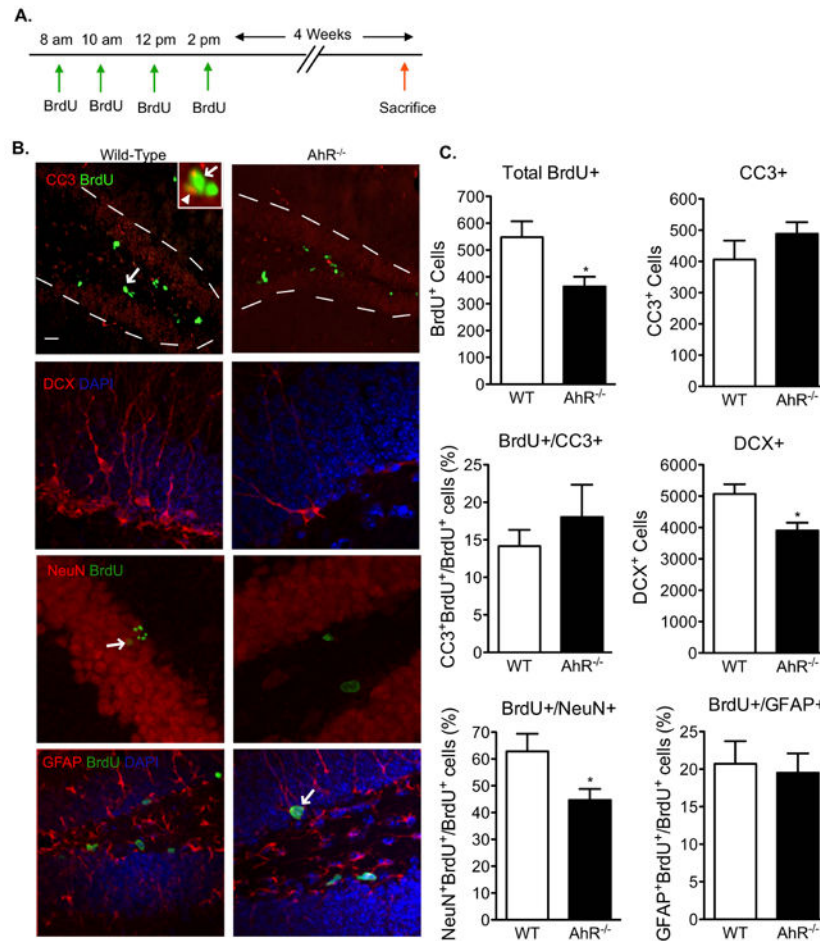 A.
8 am 10 am 12 pm 2 pm 4 Weeks
BrdU BrdU BrdU BrdU Sacrifice
B.
Wild-Type AhR-/-
CC3 BrdU
DCX DAPI
NeuN BrdU
GFAP BrdU DAPI
C.
Total BrdU+
BrdU+ Cells
600
500
400
300
200
100
0
*
WT AhR-/-
CC3+
CC3+ Cells
600
500
400
300
200
100
0
WT AhR-/-
BrdU+/CC3+
CC3+BrdU+/BrdU+ cells (%)
25
20
15
10
5
0
WT AhR-/-
DCX+
DCX+ Cells
6000
5000
4000
3000
2000
1000
0
*
WT AhR-/-
BrdU+/NeuN+
NeuN+BrdU+/BrdU+ cells (%)
70
60
50
40
30
20
10
0
*
WT AhR-/-
BrdU+/GFAP+
GFAP+BrdU+/BrdU+ cells (%)
25
20
15
10
5
0
WT AhR-/-